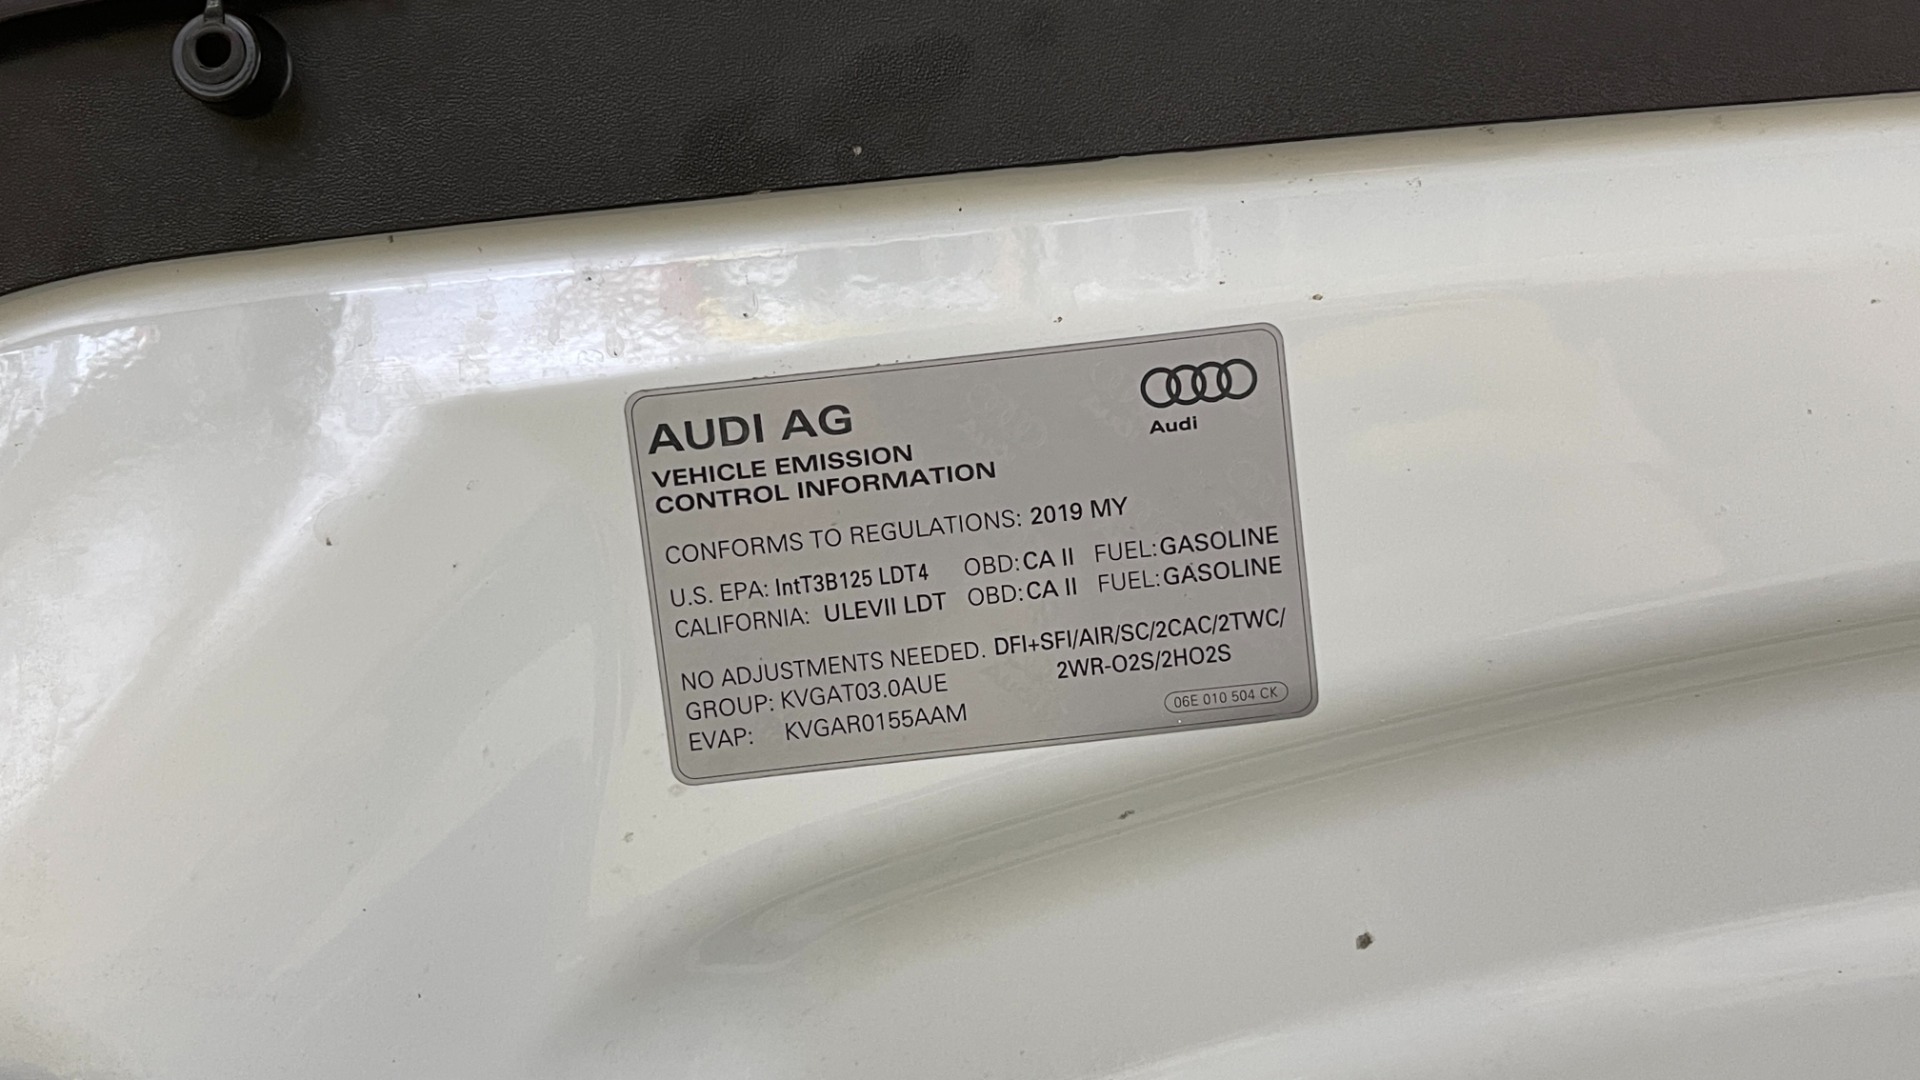 AUDI AG
Audi
VEHICLE EMISSION
CONTROL INFORMATION
CONFORMS TO REGULATIONS: 2019 MY
U.S. EPA: IntT3B125 LDT4 OBD: CA II FUEL: GASOLINE
CALIFORNIA: ULEVII LDT OBD: CA II FUEL: GASOLINE
NO ADJUSTMENTS NEEDED. DFI+SFI/AIR/SC/2CAC/2TWC/
2WR-O2S/2HO2S
GROUP: KVGAT03.0AUE
EVAP: KVGAR0155AAM
06E 010 504 CK